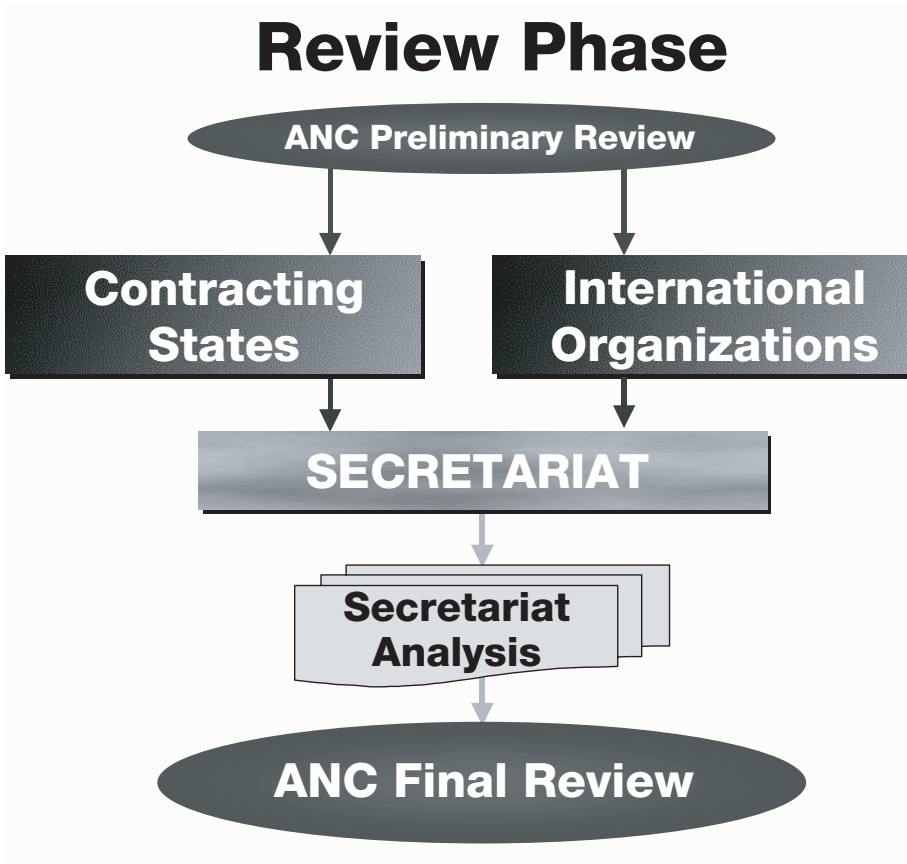 Review Phase
ANC Preliminary Review
Contracting
States
International
Organizations
SECRETARIAT
Secretariat
Analysis
ANC Final Review